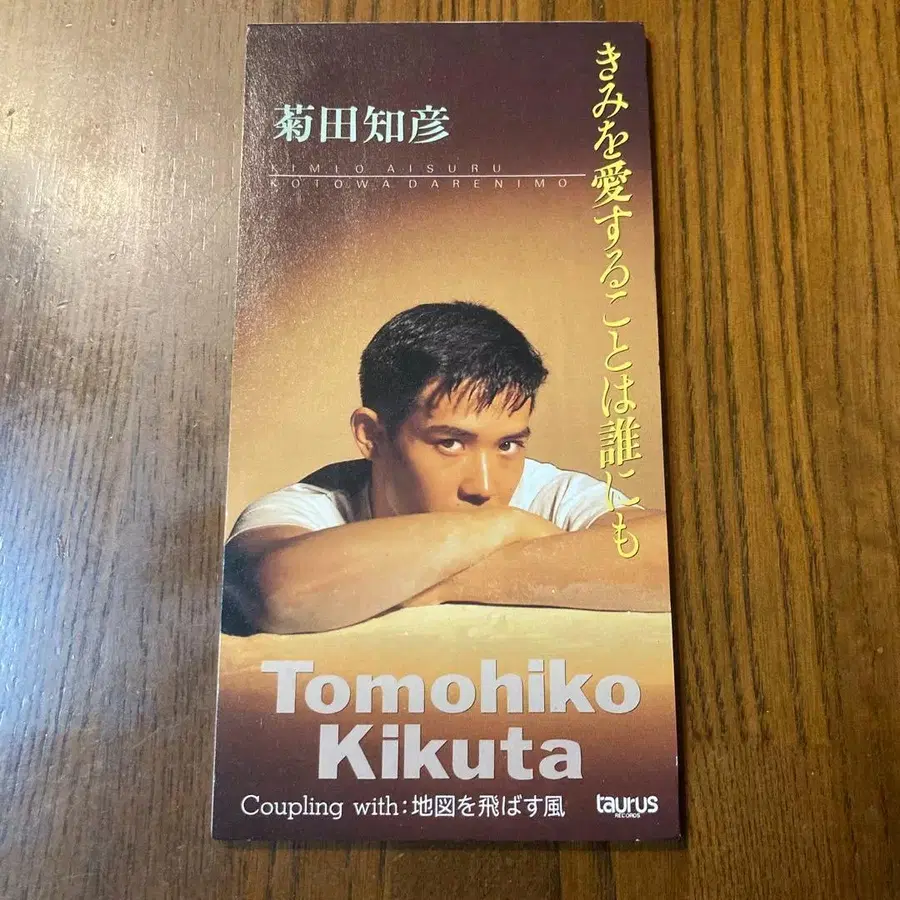 きみを愛することは誰にも
菊田知彦
KIMIO AISURU
KOTOWA DARENIMO
Tomohiko
Kikuta
Coupling with:地図を飛ばす風
taurus
RECORDS